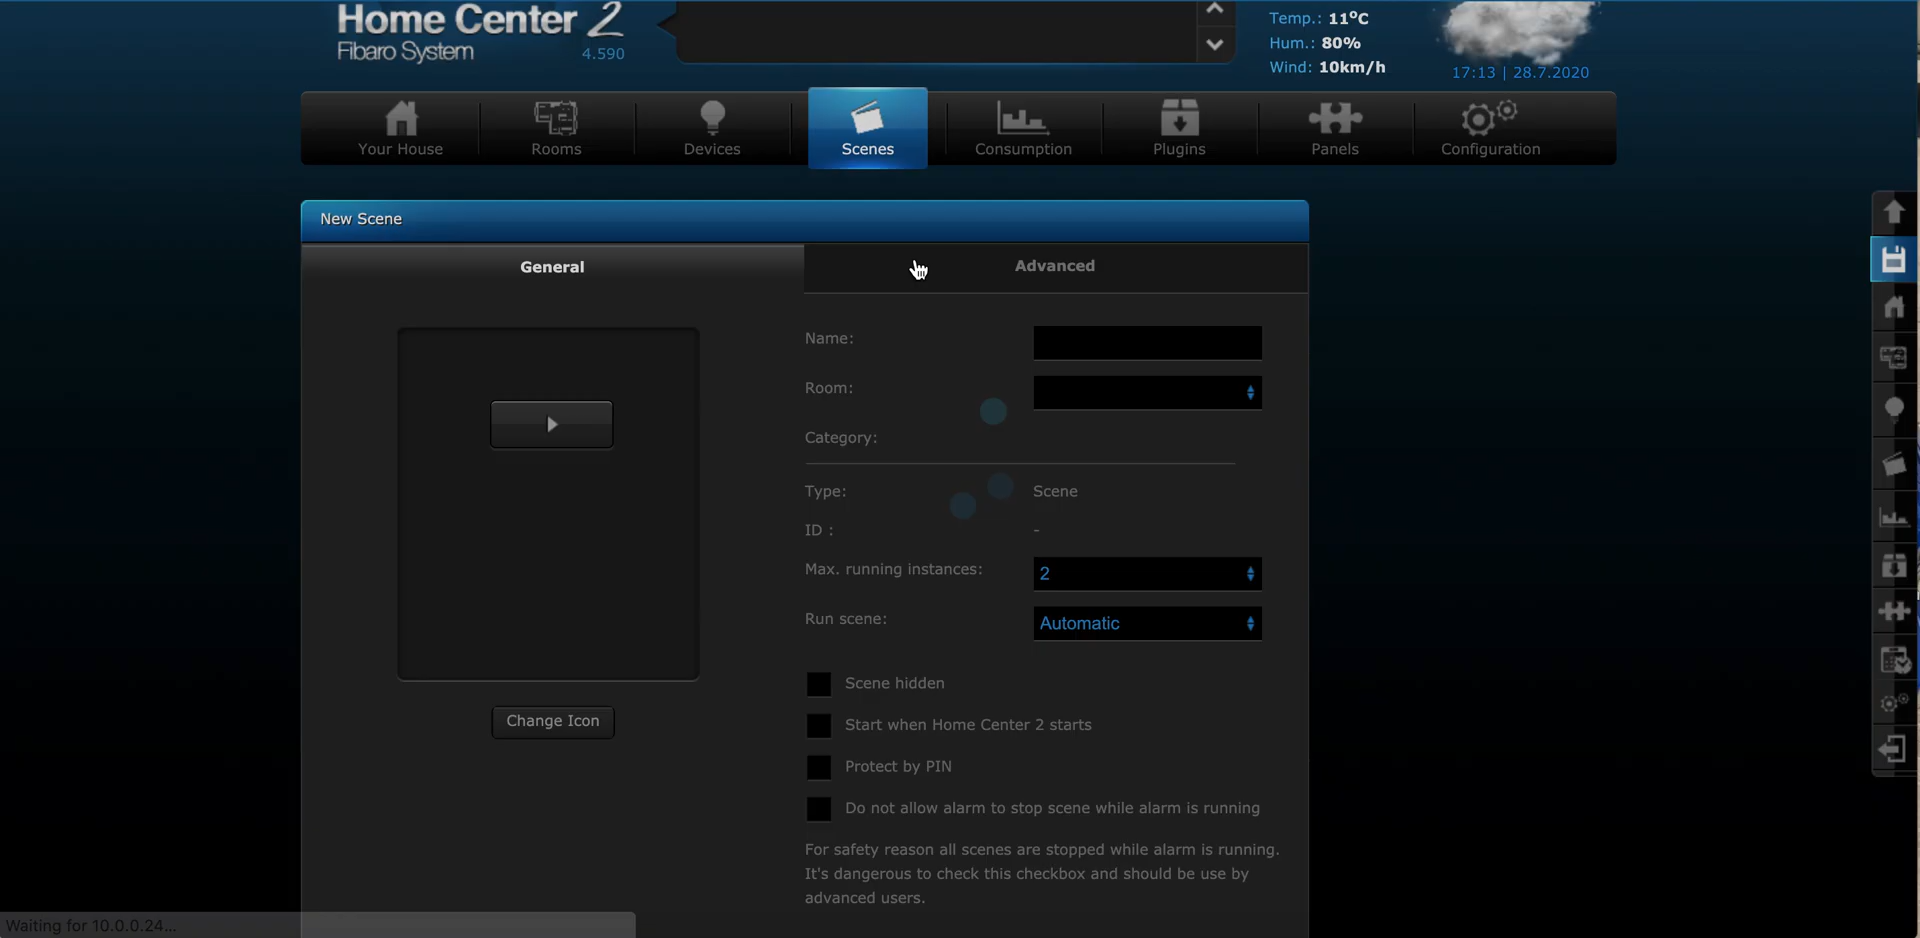 Home Center 2
Fibaro System
4.590
Temp.: 11°C
Hum.: 80%
Wind: 10km/h
17:13 | 28.7.2020
Your House
Rooms
Devices
Scenes
Consumption
Plugins
Panels
Configuration
New Scene
General
Advanced
Name:
Room:
Category:
Type: Scene
ID : -
Max. running instances: 2
Run scene: Automatic
Scene hidden
Start when Home Center 2 starts
Protect by PIN
Do not allow alarm to stop scene while alarm is running
For safety reason all scenes are stopped while alarm is running.
It's dangerous to check this checkbox and should be use by
advanced users.
Change Icon
Waiting for 10.0.0.24...